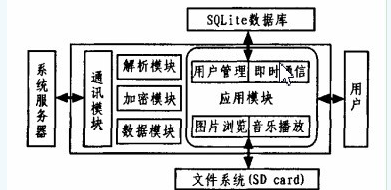 SQLite数据库
系统服务器
通讯模块
解析模块
加密模块
数据模块
用户管理
即时通信
应用模块
图片浏览
音乐播放
用户
文件系统(SD card)